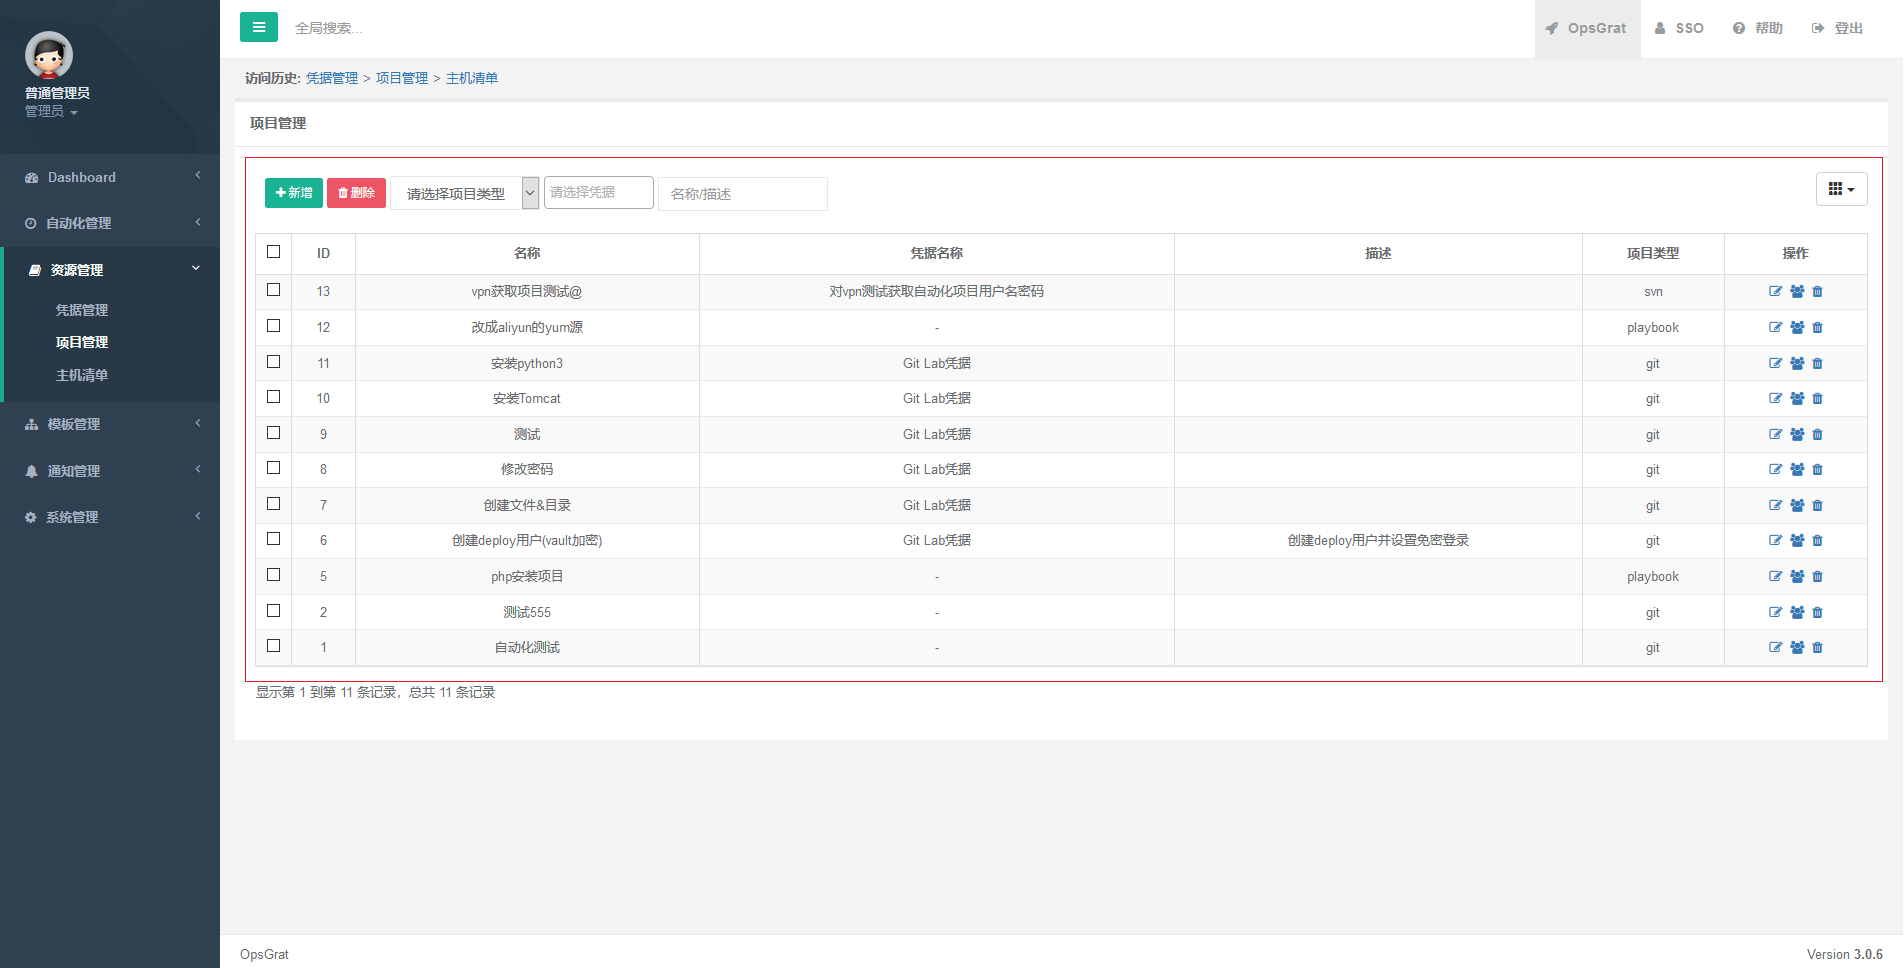 全局搜索...
OpsGrat
SSO
帮助
登出
普通管理员
管理员
Dashboard
自动化管理
资源管理
凭据管理
项目管理
主机清单
模板管理
通知管理
系统管理
访问历史: 凭据管理 > 项目管理 > 主机清单
项目管理
新增 删除 请选择项目类型 请选择凭据 名称/描述
ID 名称 凭据名称 描述 项目类型 操作
13 vpn获取项目测试@ 对vpn测试获取自动化项目用户名密码 svn
12 改成aliyun的yum源 - playbook
11 安装python3 Git Lab凭据 git
10 安装Tomcat Git Lab凭据 git
9 测试 Git Lab凭据 git
8 修改密码 Git Lab凭据 git
7 创建文件&目录 Git Lab凭据 git
6 创建deploy用户(vault加密) Git Lab凭据 创建deploy用户并设置免密登录 git
5 php安装项目 - playbook
2 测试555 - git
1 自动化测试 - git
显示第 1 到第 11 条记录，总共 11 条记录
OpsGrat
Version 3.0.6